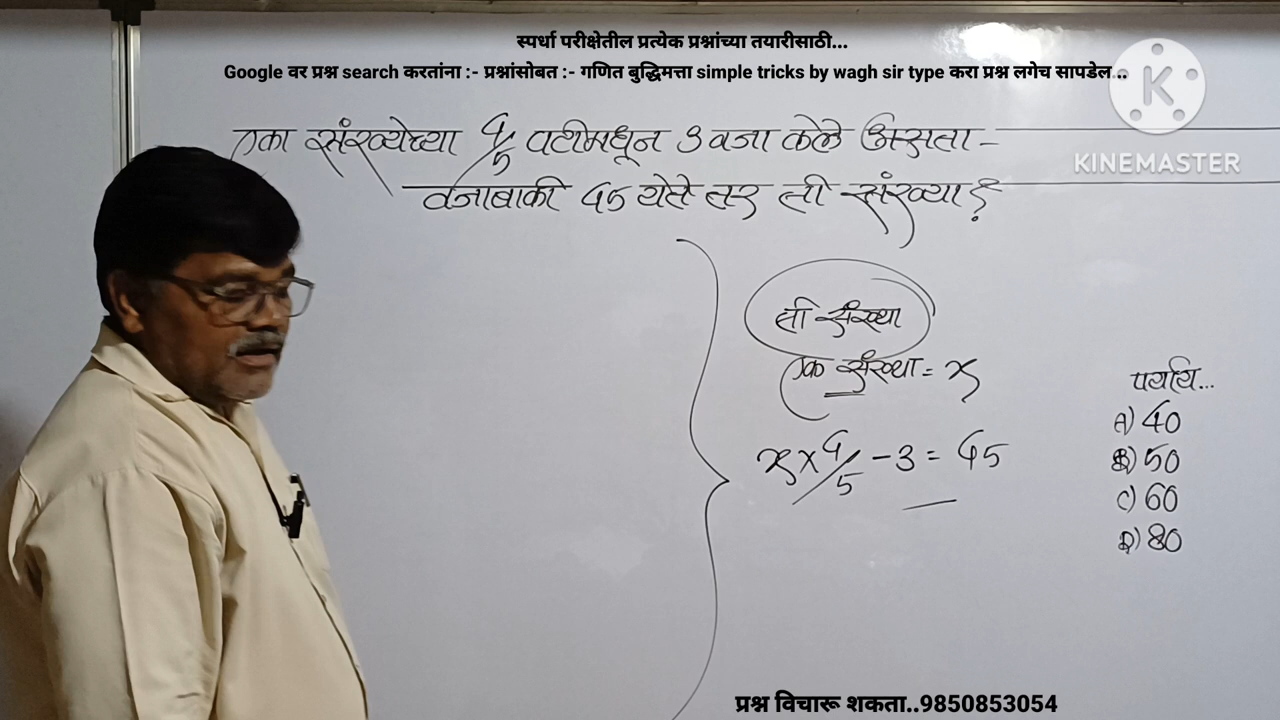 स्पर्धा परीक्षेतील प्रत्येक प्रश्नांच्या तयारीसाठी...
Google वर प्रश्न search करतांना :- प्रश्नांसोबत :- गणित बुद्धिमत्ता simple tricks by wagh sir type करा प्रश्न लगेच सापडेल...
K
KINEMASTER
एका संख्येच्या 4/5 पटीमधून 3 वजा केले असता -
वजाबाकी 45 येते तर ती संख्या ?
ती संख्या
एक संख्या = x
x × 4/5 - 3 = 45
पर्याय...
A) 40
B) 50
C) 60
D) 80
प्रश्न विचारू शकता..9850853054